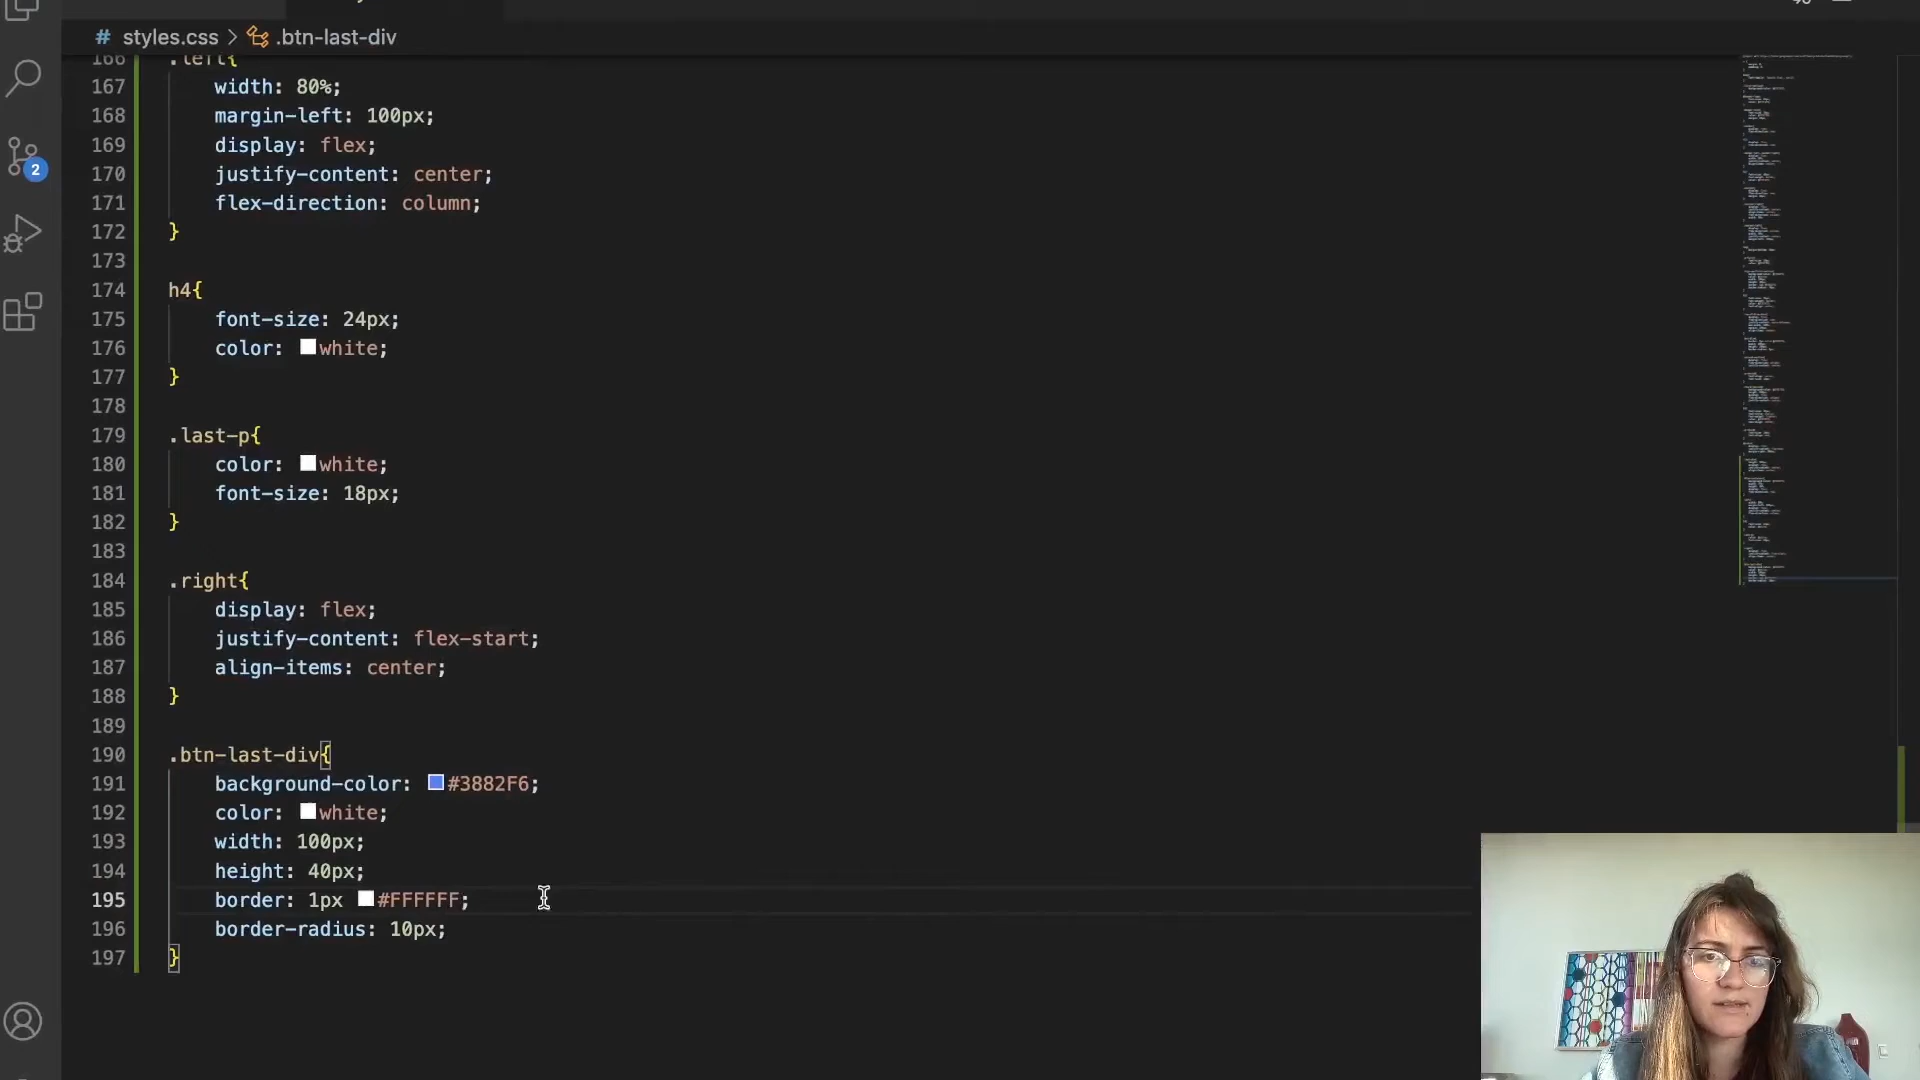 # styles.css > .btn-last-div
166 .left{
167 width: 80%;
168 margin-left: 100px;
169 display: flex;
170 justify-content: center;
171 flex-direction: column;
172 }
173
174 h4{
175 font-size: 24px;
176 color: white;
177 }
178
179 .last-p{
180 color: white;
181 font-size: 18px;
182 }
183
184 .right{
185 display: flex;
186 justify-content: flex-start;
187 align-items: center;
188 }
189
190 .btn-last-div{
191 background-color: #3882F6;
192 color: white;
193 width: 100px;
194 height: 40px;
195 border: 1px #FFFFFF;
196 border-radius: 10px;
197 }
2